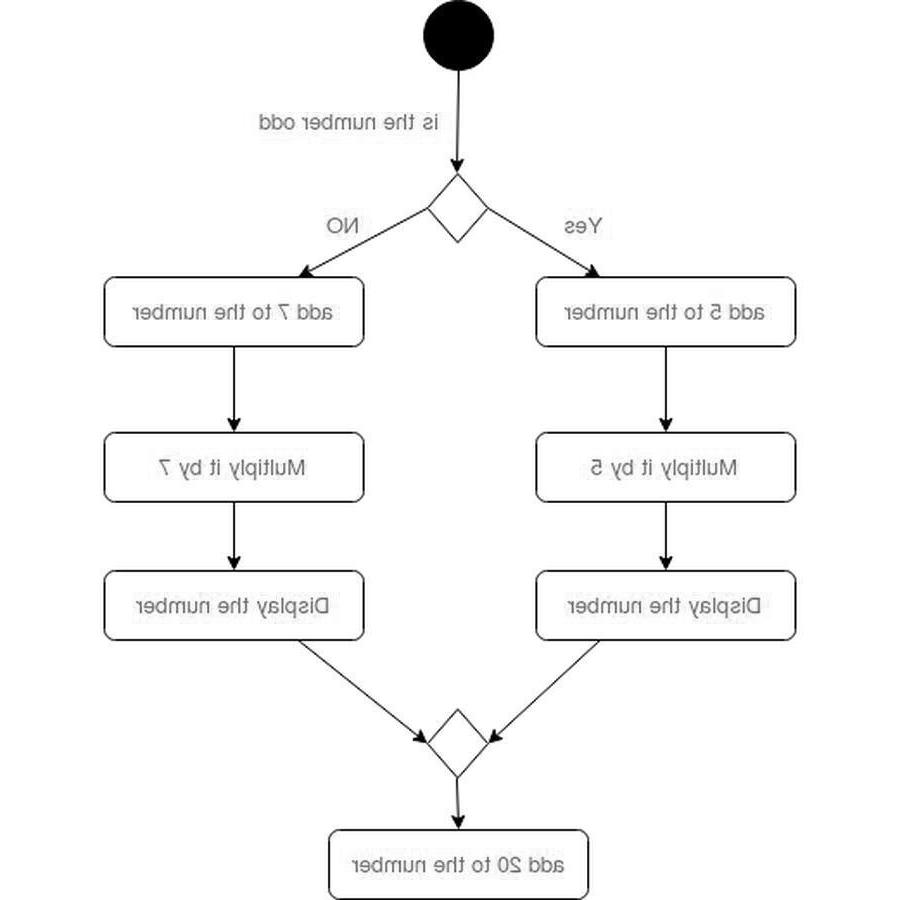 is the number odd
NO
Yes
add 7 to the number
add 5 to the number
Multiply it by 7
Multiply it by 5
Display the number
Display the number
add 20 to the number